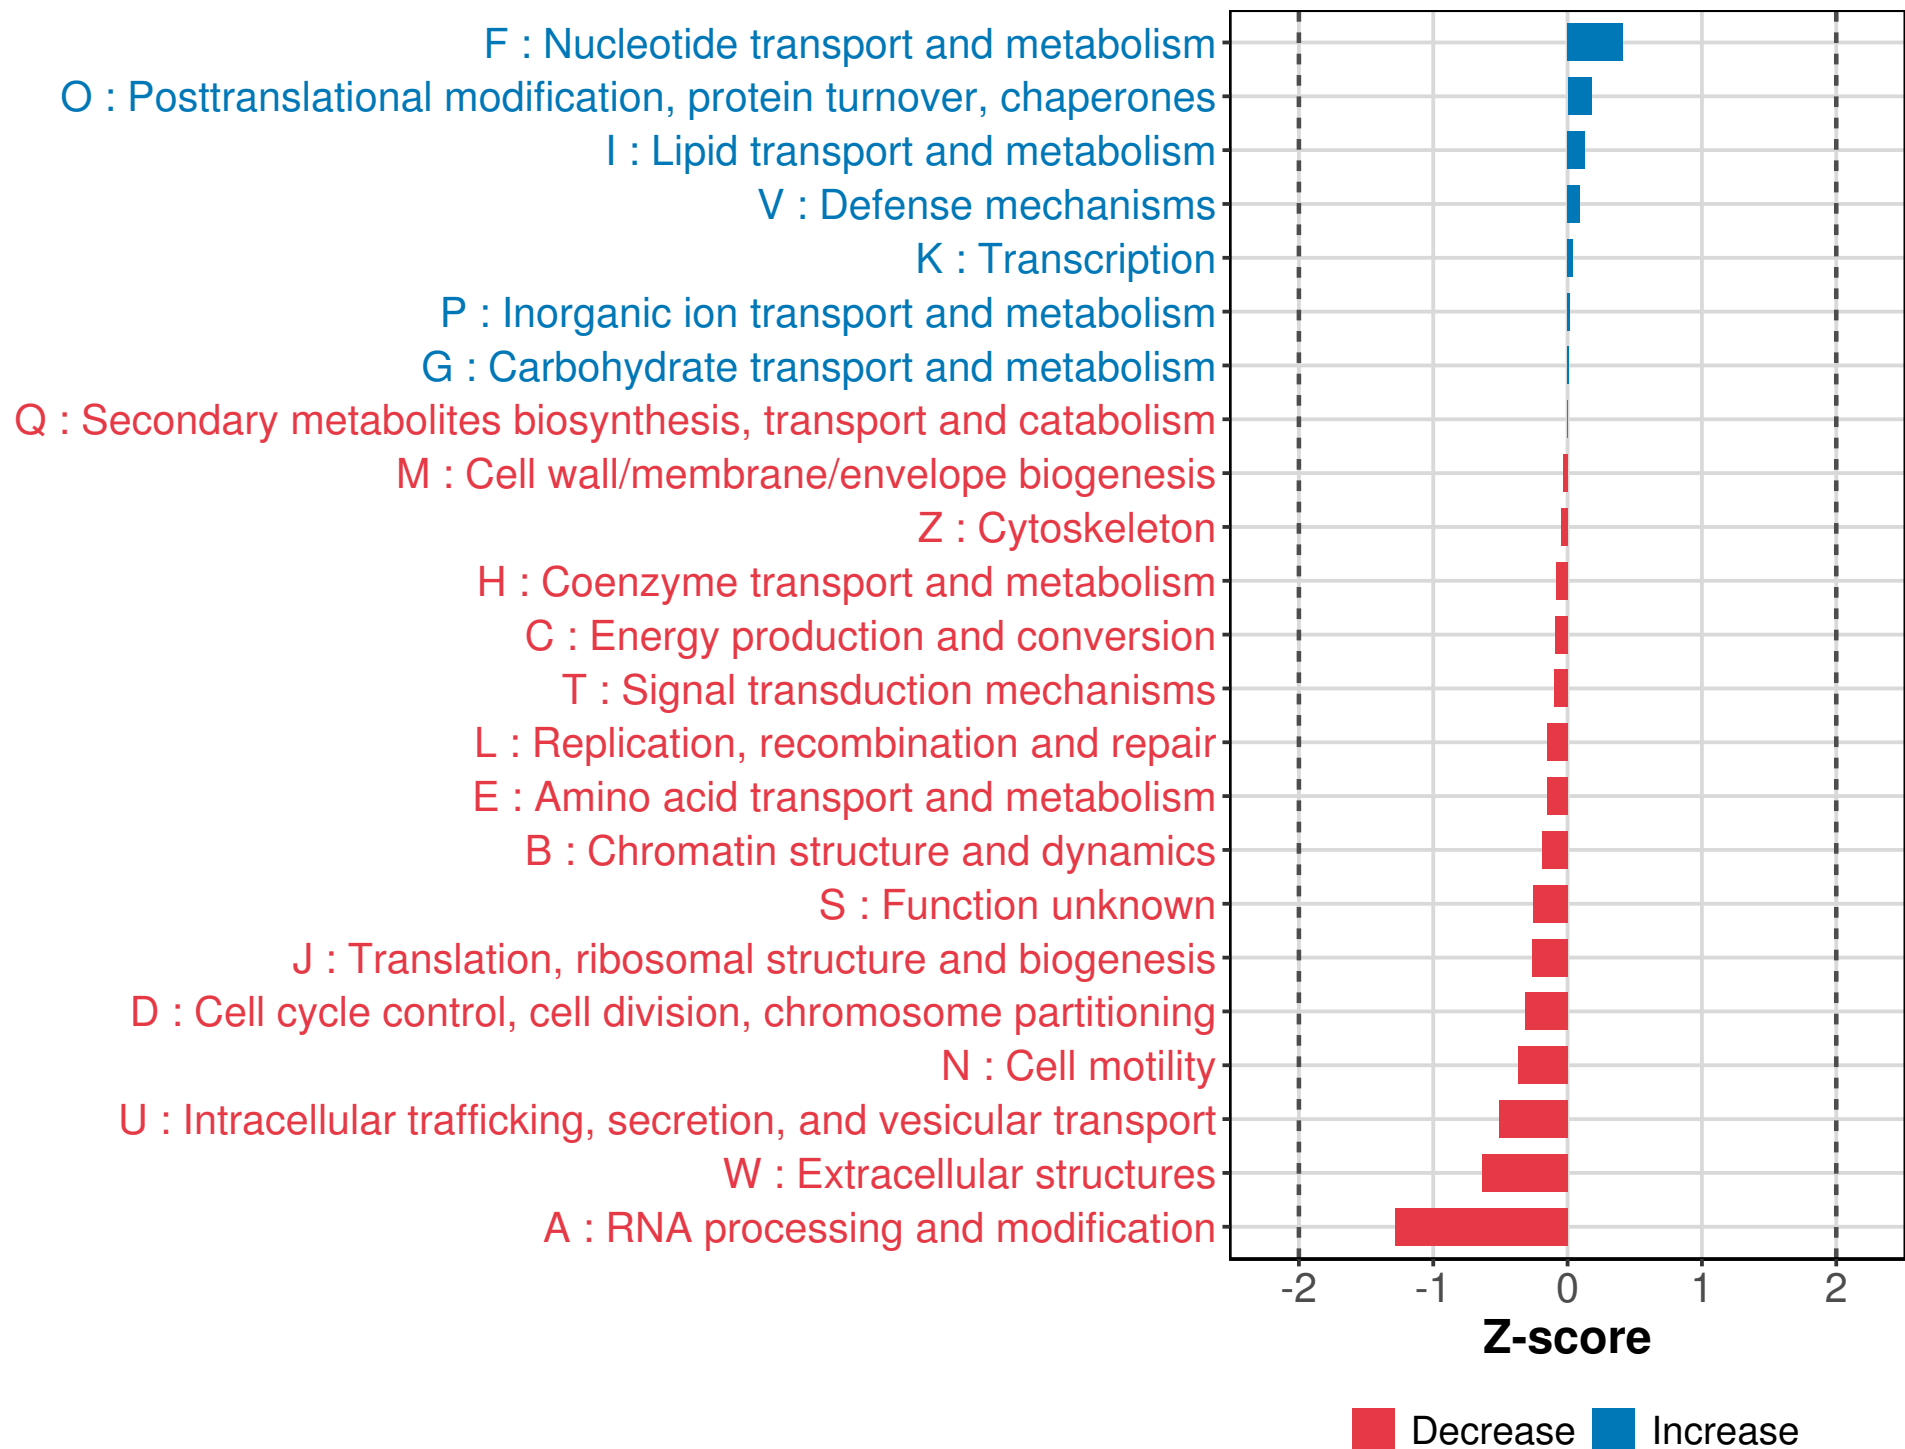 F : Nucleotide transport and metabolism
O : Posttranslational modification, protein turnover, chaperones
I : Lipid transport and metabolism
V : Defense mechanisms
K : Transcription
P : Inorganic ion transport and metabolism
G : Carbohydrate transport and metabolism
Q : Secondary metabolites biosynthesis, transport and catabolism
M : Cell wall/membrane/envelope biogenesis
Z : Cytoskeleton
H : Coenzyme transport and metabolism
C : Energy production and conversion
T : Signal transduction mechanisms
L : Replication, recombination and repair
E : Amino acid transport and metabolism
B : Chromatin structure and dynamics
S : Function unknown
J : Translation, ribosomal structure and biogenesis
D : Cell cycle control, cell division, chromosome partitioning
N : Cell motility
U : Intracellular trafficking, secretion, and vesicular transport
W : Extracellular structures
A : RNA processing and modification
-2 -1 0 1 2
Z-score
Decrease Increase